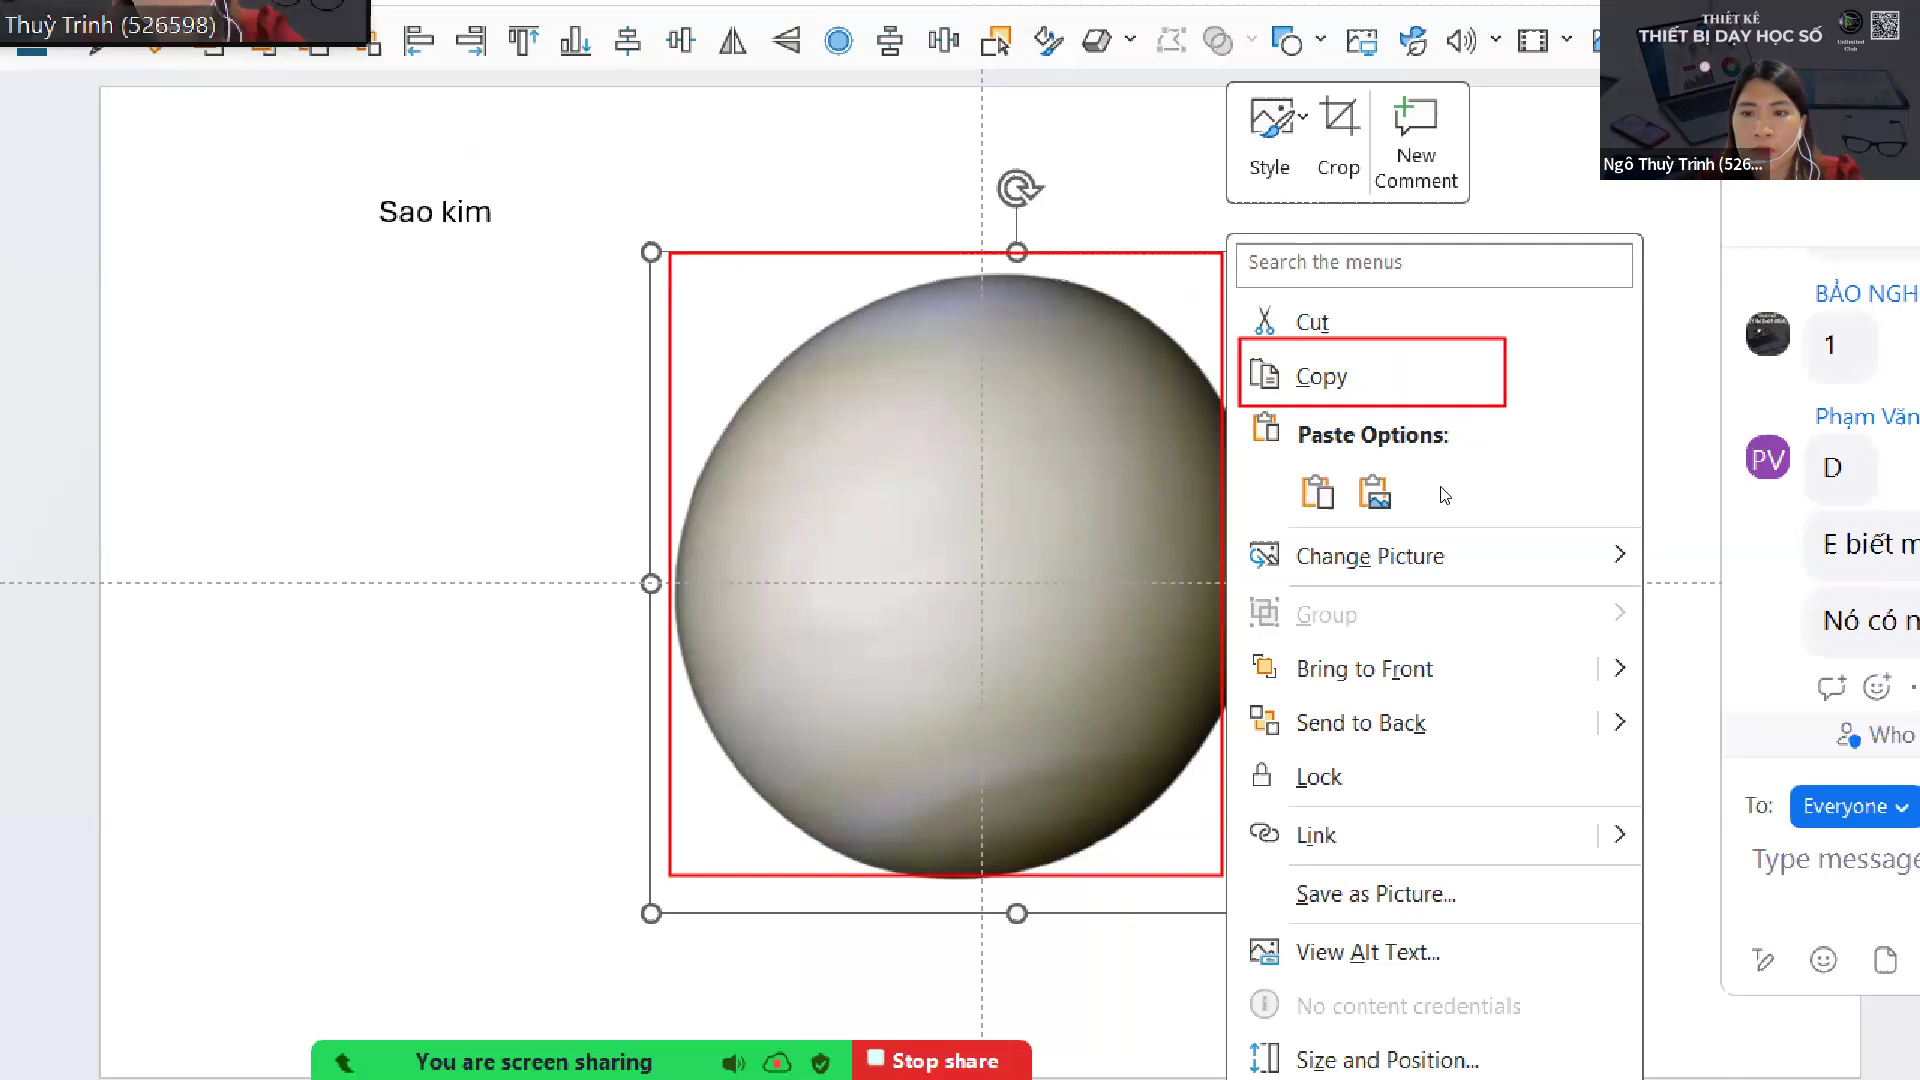 Thuỳ Trinh (526598)
THIẾT KẾ
THIẾT BỊ DẠY HỌC SỐ
Unlimited
Club
Ngô Thuỳ Trinh (526...
Style
Crop
New
Comment
Sao kim
Search the menus
Cut
Copy
Paste Options:
Change Picture
Group
Bring to Front
Send to Back
Lock
Link
Save as Picture...
View Alt Text...
No content credentials
Size and Position...
BẢO NGH
1
Phạm Văn
PV
D
E biết m
Nó có m
Who
To:
Everyone
Type message
You are screen sharing
Stop share